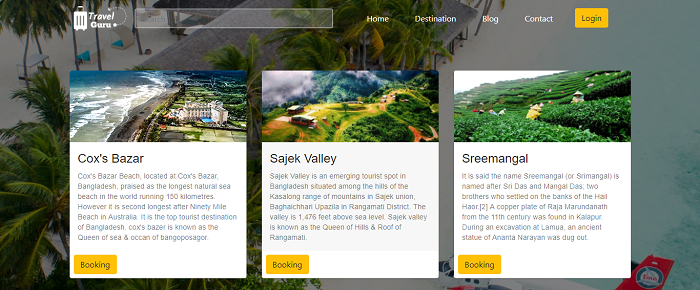 Travel
Guru
Home Destination Blog Contact Login
Cox's Bazar
Cox's Bazar Beach, located at Cox's Bazar,
Bangladesh, praised as the longest natural sea
beach in the world running 150 kilometres.
However it is second longest after Ninety Mile
Beach in Australia. It is the top tourist destination
of Bangladesh. cox's bazer is known as the
Queen of sea & occan of bangoposagor.
Booking
Sajek Valley
Sajek Valley is an emerging tourist spot in
Bangladesh situated among the hills of the
Kasalong range of mountains in Sajek union,
Baghaichhari Upazila in Rangamati District. The
valley is 1,476 feet above sea level. Sajek valley
is known as the Queen of Hills & Roof of
Rangamati.
Booking
Sreemangal
It is said the name Sreemangal (or Srimangal) is
named after Sri Das and Mangal Das; two
brothers who settled on the banks of the Hail
Haor.[2] A copper plate of Raja Marundanath
from the 11th century was found in Kalapur.
During an excavation at Lamua, an ancient
statue of Ananta Narayan was dug out.
Booking